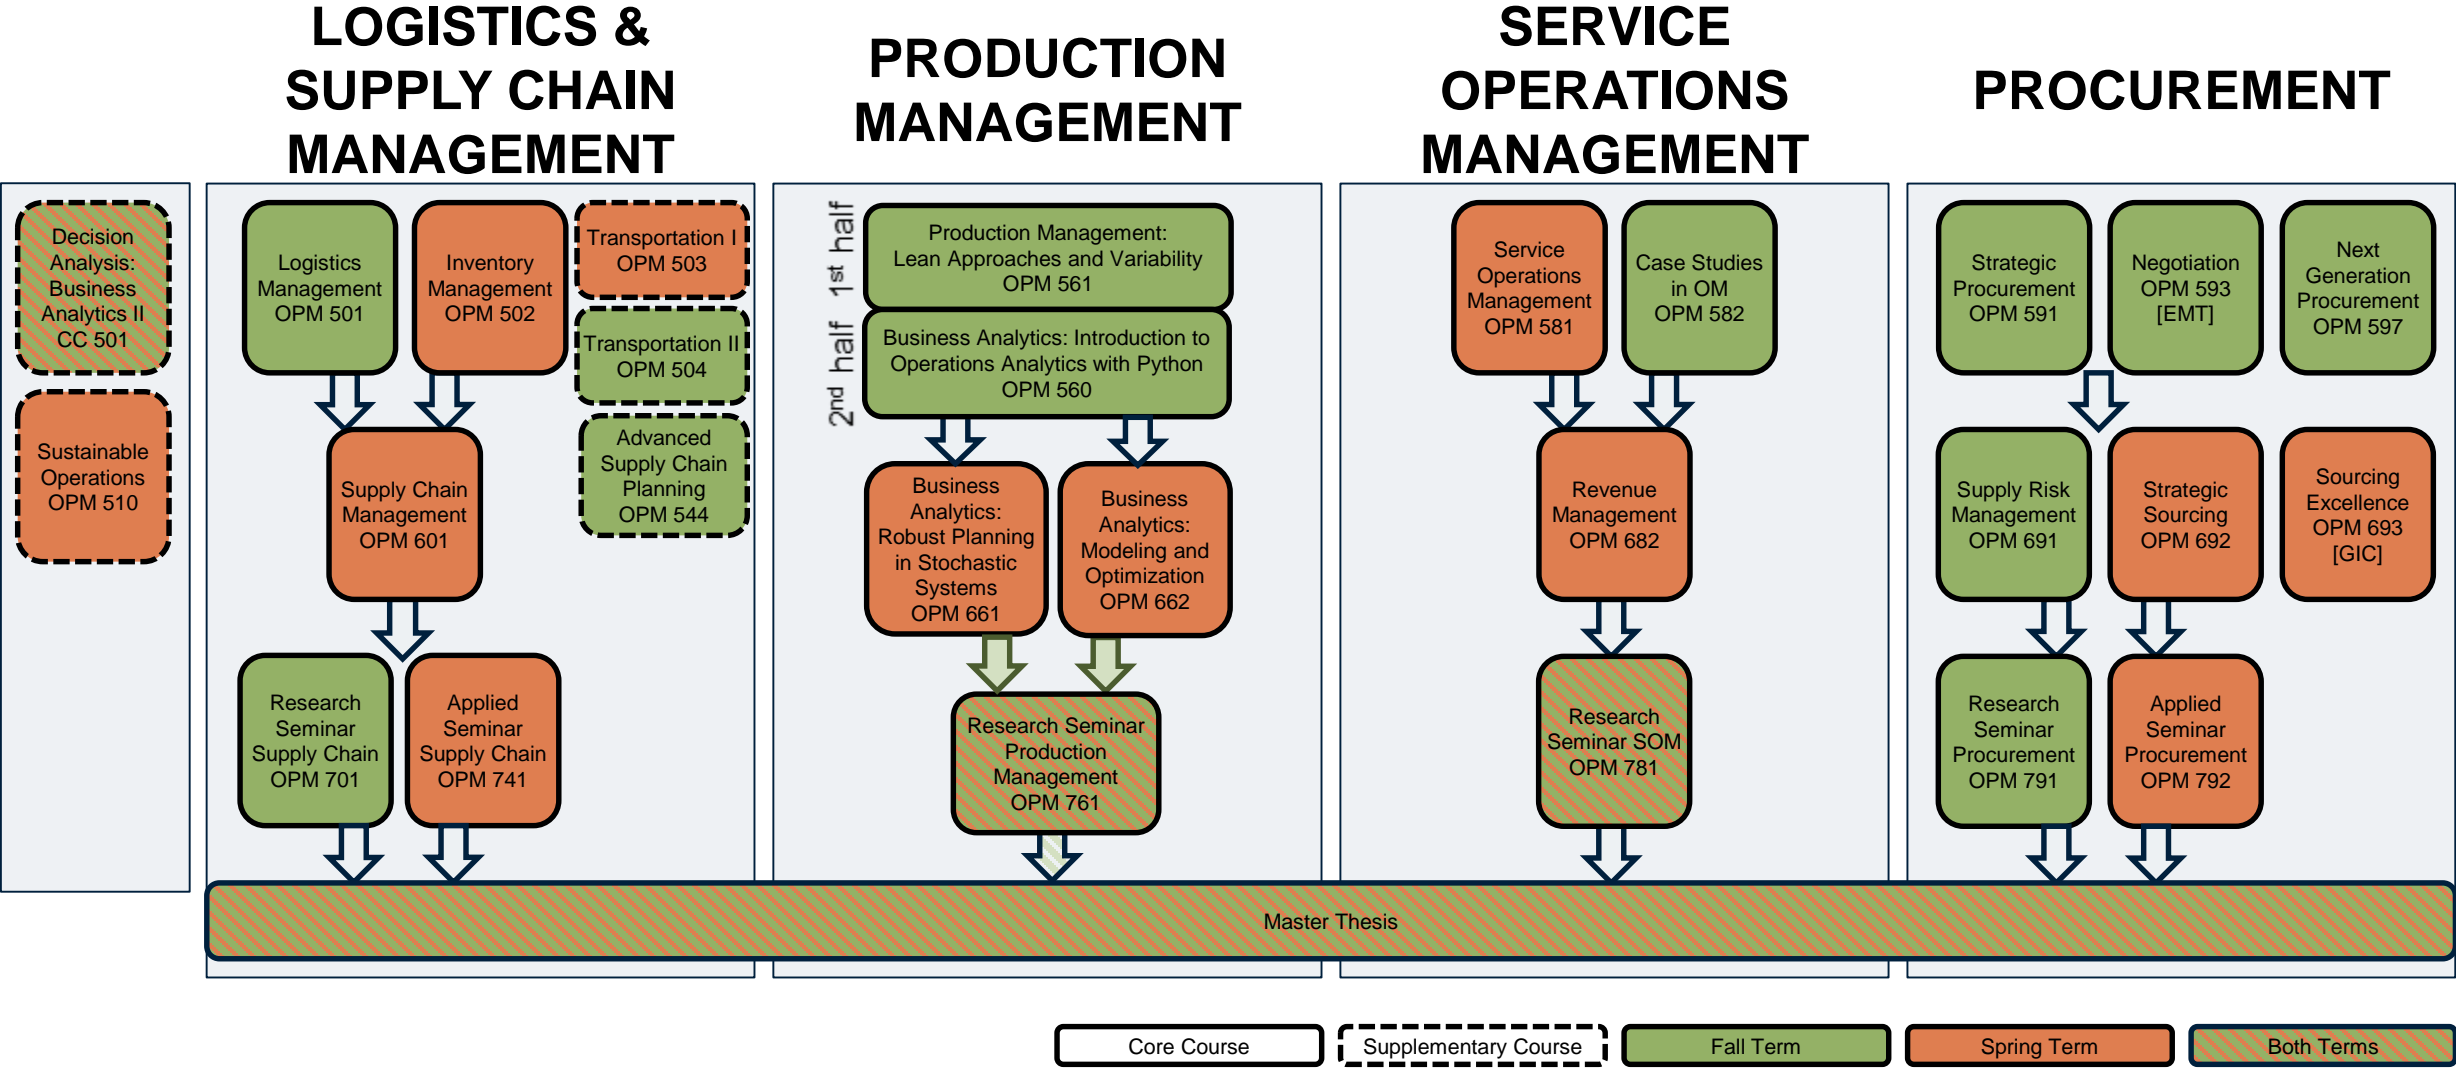 LOGISTICS &
SUPPLY CHAIN
MANAGEMENT
PRODUCTION
MANAGEMENT
SERVICE
OPERATIONS
MANAGEMENT
PROCUREMENT
Decision
Analysis:
Business
Analytics II
CC 501
Sustainable
Operations
OPM 510
Logistics
Management
OPM 501
Inventory
Management
OPM 502
Transportation I
OPM 503
Transportation II
OPM 504
Advanced
Supply Chain
Planning
OPM 544
Supply Chain
Management
OPM 601
Research
Seminar
Supply Chain
OPM 701
Applied
Seminar
Supply Chain
OPM 741
1st half
Production Management:
Lean Approaches and Variability
OPM 561
2nd half
Business Analytics: Introduction to
Operations Analytics with Python
OPM 560
Business
Analytics:
Robust Planning
in Stochastic
Systems
OPM 661
Business
Analytics:
Modeling and
Optimization
OPM 662
Research Seminar
Production
Management
OPM 761
Service
Operations
Management
OPM 581
Case Studies
in OM
OPM 582
Revenue
Management
OPM 682
Research
Seminar SOM
OPM 781
Strategic
Procurement
OPM 591
Negotiation
OPM 593
[EMT]
Next
Generation
Procurement
OPM 597
Supply Risk
Management
OPM 691
Strategic
Sourcing
OPM 692
Sourcing
Excellence
OPM 693
[GIC]
Research
Seminar
Procurement
OPM 791
Applied
Seminar
Procurement
OPM 792
Master Thesis
Core Course
Supplementary Course
Fall Term
Spring Term
Both Terms